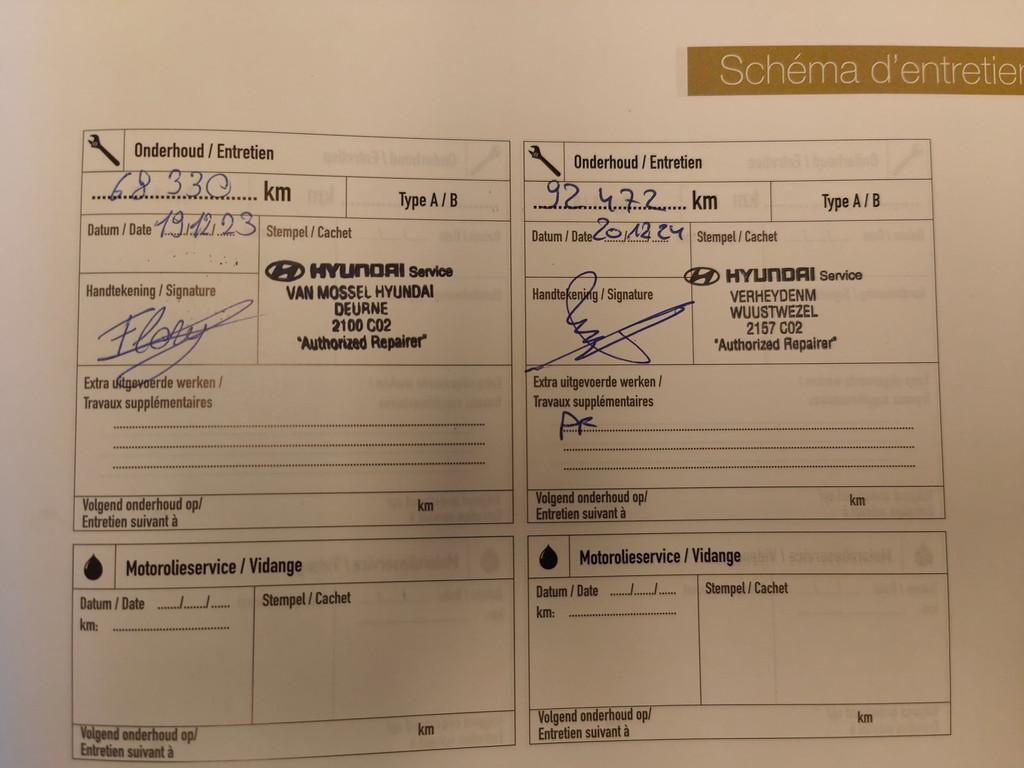 Schéma d'entretien
Onderhoud / Entretien
68 330 km
Type A / B
Datum / Date 19/12/23
Stempel / Cachet
HYUNDAI Service
VAN MOSSEL HYUNDAI
DEURNE
2100 C02
"Authorized Repairer"
Handtekening / Signature
Extra uitgevoerde werken /
Travaux supplémentaires
Volgend onderhoud op/
Entretien suivant à
km
Onderhoud / Entretien
92 472 km
Type A / B
Datum / Date 20/12/24
Stempel / Cachet
HYUNDAI Service
VERHEYDENM
WUUSTWEZEL
2157 C02
"Authorized Repairer"
Handtekening / Signature
Extra uitgevoerde werken /
Travaux supplémentaires
Volgend onderhoud op/
Entretien suivant à
km
Motorolieservice / Vidange
Datum / Date ....../....../......
km:
Stempel / Cachet
Volgend onderhoud op/
Entretien suivant à
km
Motorolieservice / Vidange
Datum / Date ....../....../......
km:
Stempel / Cachet
Volgend onderhoud op/
Entretien suivant à
km